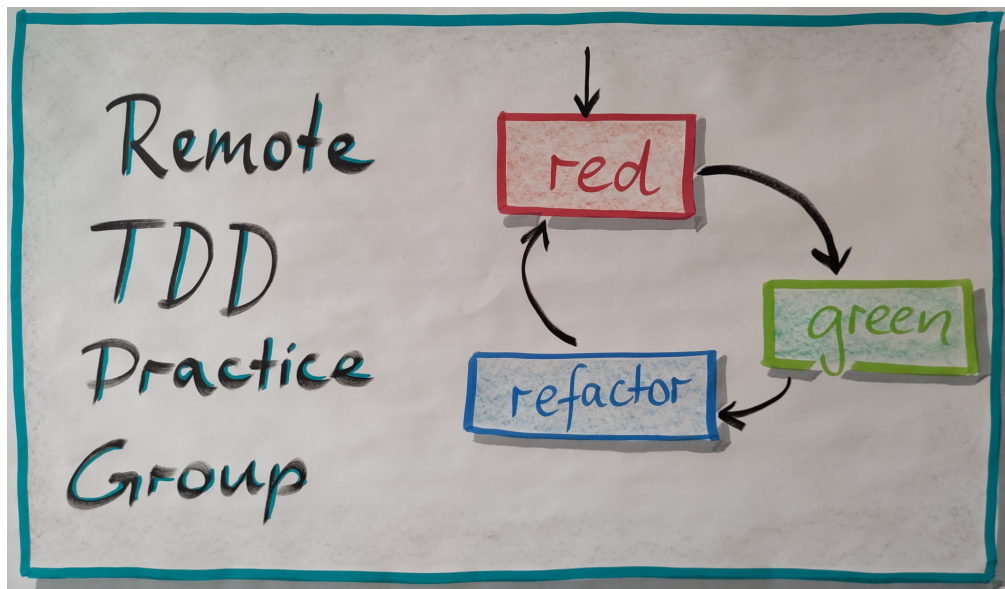 Remote
TDD
Practice
Group
red
green
refactor